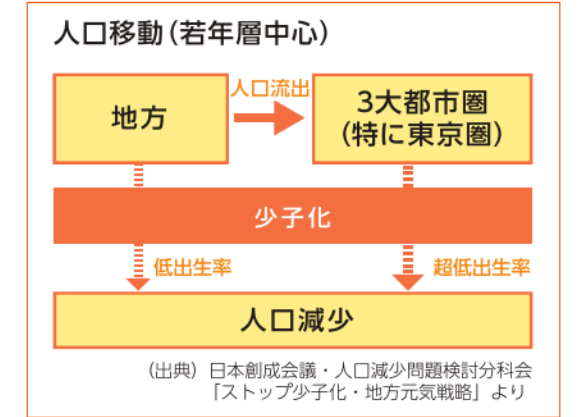 人口移動（若年層中心）
人口流出
地方
3大都市圏
（特に東京圏）
少子化
低出生率
超低出生率
人口減少
（出典）日本創成会議・人口減少問題検討分科会
「ストップ少子化・地方元気戦略」より